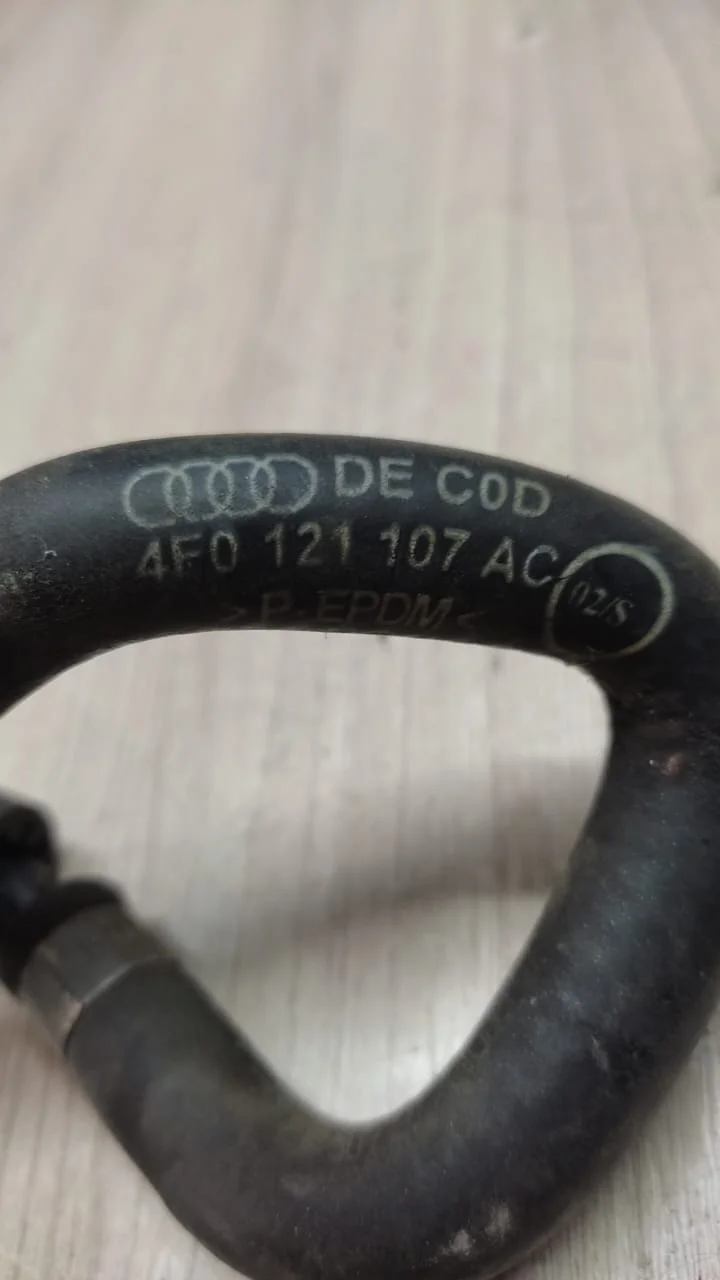 DE C0D
4F0 121 107 AC
02/S
>P-EPDM<